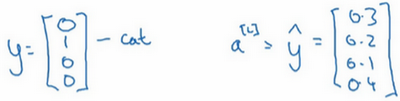 y = [0 1 0 0] - cat
a^[L] = ŷ = [0.3 0.2 0.1 0.4]